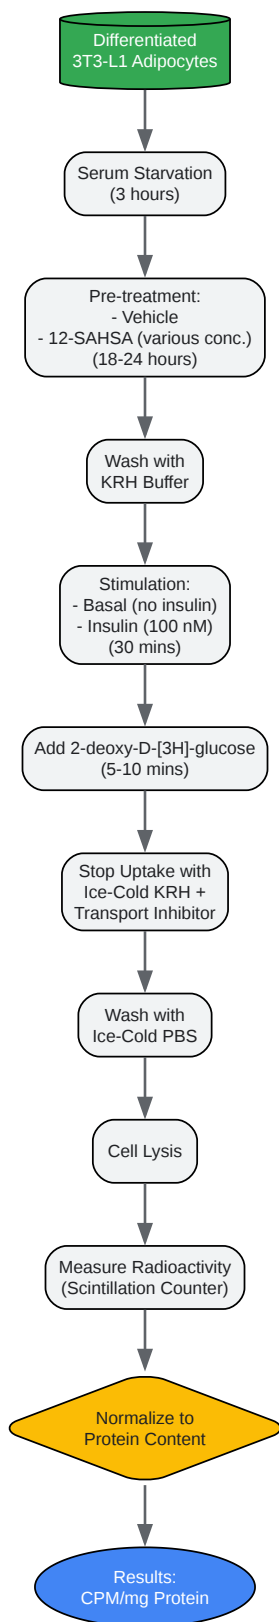 Differentiated
3T3-L1 Adipocytes
Serum Starvation
(3 hours)
Pre-treatment:
- Vehicle
- 12-SAHSA (various conc.)
(18-24 hours)
Wash with
KRH Buffer
Stimulation:
- Basal (no insulin)
- Insulin (100 nM)
(30 mins)
Add 2-deoxy-D-[3H]-glucose
(5-10 mins)
Stop Uptake with
Ice-Cold KRH +
Transport Inhibitor
Wash with
Ice-Cold PBS
Cell Lysis
Measure Radioactivity
(Scintillation Counter)
Normalize to
Protein Content
Results:
CPM/mg Protein